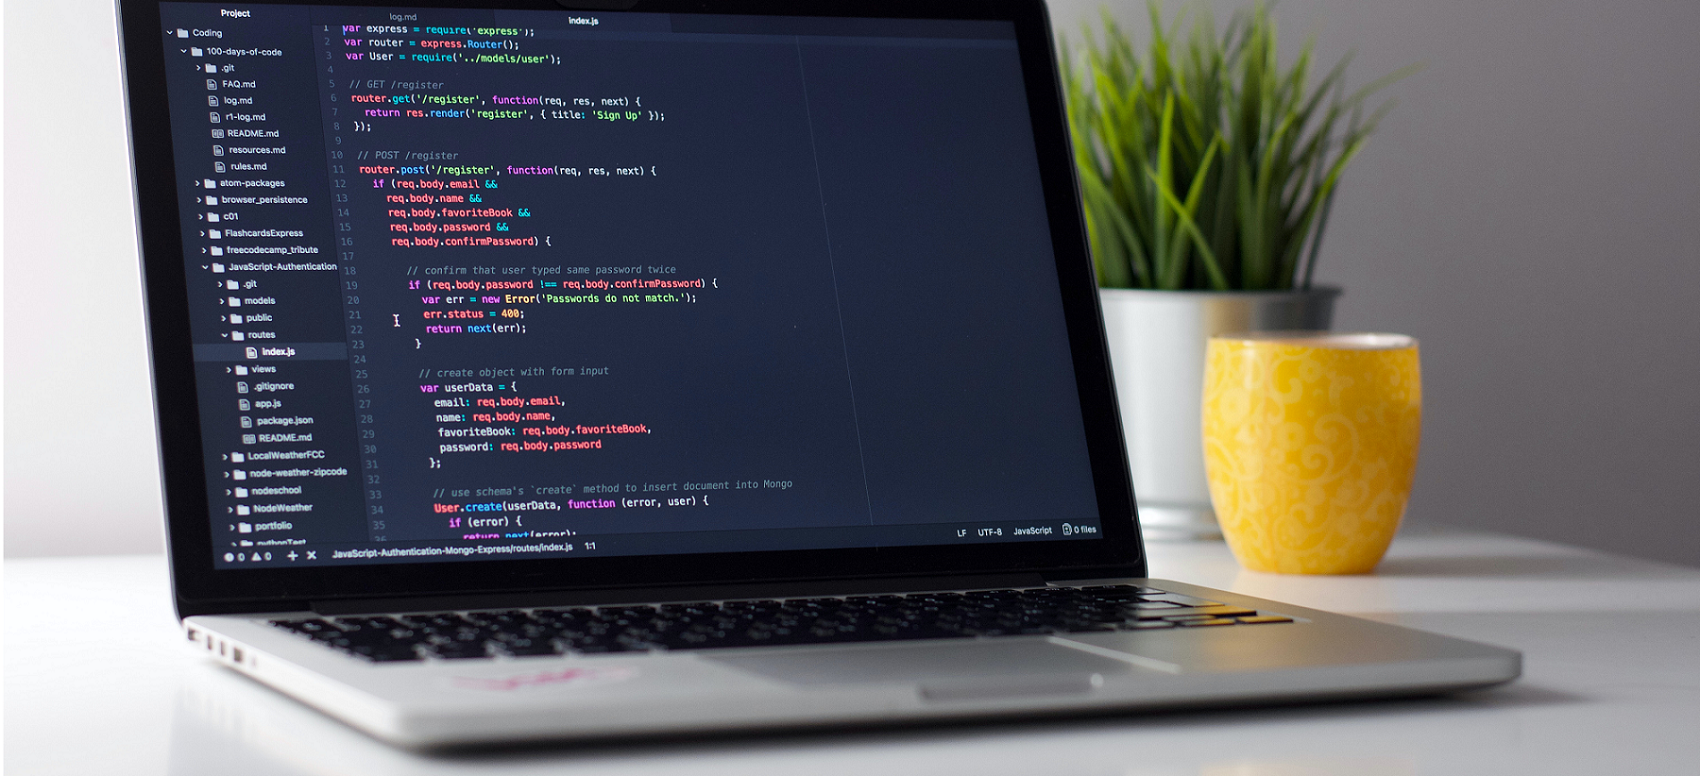 Project
Coding
100-days-of-code
.git
FAQ.md
log.md
r1-log.md
README.md
resources.md
rules.md
atom-packages
browser_persistence
c01
FlashcardsExpress
freecodecamp_tribute
JavaScript-Authentication
.git
models
public
routes
index.js
views
.gitignore
app.js
package.json
README.md
LocalWeatherFCC
node-weather-zipcode
nodeschool
NodeWeather
portfolio
pythonTest
log.md
index.js
1 var express = require('express');
2 var router = express.Router();
3 var User = require('../models/user');
4
5 // GET /register
6 router.get('/register', function(req, res, next) {
7 return res.render('register', { title: 'Sign Up' });
8 });
9
10 // POST /register
11 router.post('/register', function(req, res, next) {
12 if (req.body.email &&
13 req.body.name &&
14 req.body.favoriteBook &&
15 req.body.password &&
16 req.body.confirmPassword) {
17
18 // confirm that user typed same password twice
19 if (req.body.password !== req.body.confirmPassword) {
20 var err = new Error('Passwords do not match.');
21 err.status = 400;
22 return next(err);
23 }
24
25 // create object with form input
26 var userData = {
27 email: req.body.email,
28 name: req.body.name,
29 favoriteBook: req.body.favoriteBook,
30 password: req.body.password
31 };
32
33 // use schema's `create` method to insert document into Mongo
34 User.create(userData, function (error, user) {
35 if (error) {
36 return next(error);
0 0 + × JavaScript-Authentication-Mongo-Express/routes/index.js 1:1
LF UTF-8 JavaScript 0 files